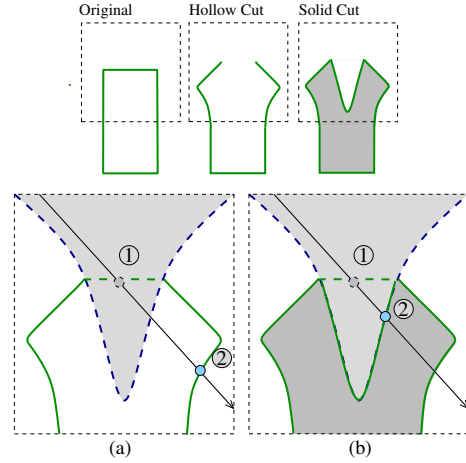 Original Hollow Cut Solid Cut
① ①
② ②
(a) (b)